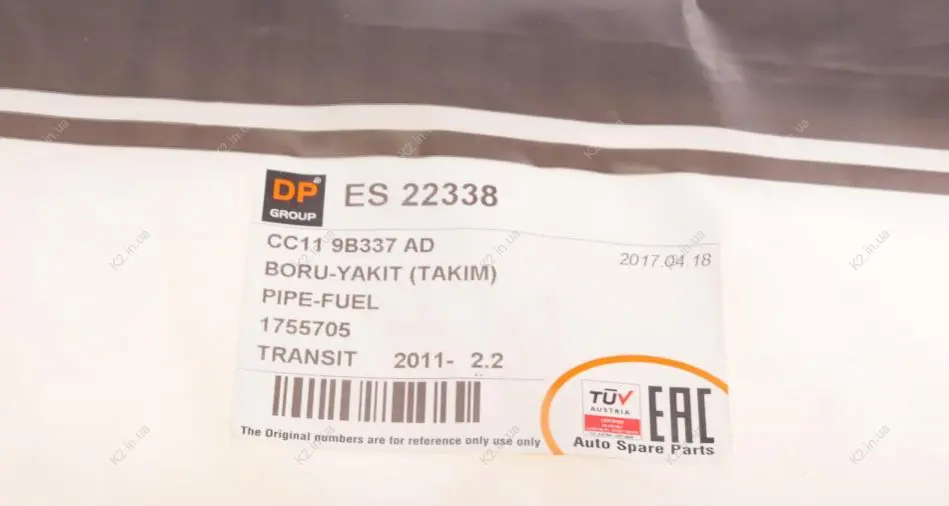 DP® GROUP
ES 22338
CC11 9B337 AD
2017.04.18
BORU-YAKIT (TAKIM)
PIPE-FUEL
1755705
TRANSIT 2011- 2.2
The Original numbers are for reference only use only
TÜV
AUSTRIA
EAC
Auto Spare Parts
K2.in.ua